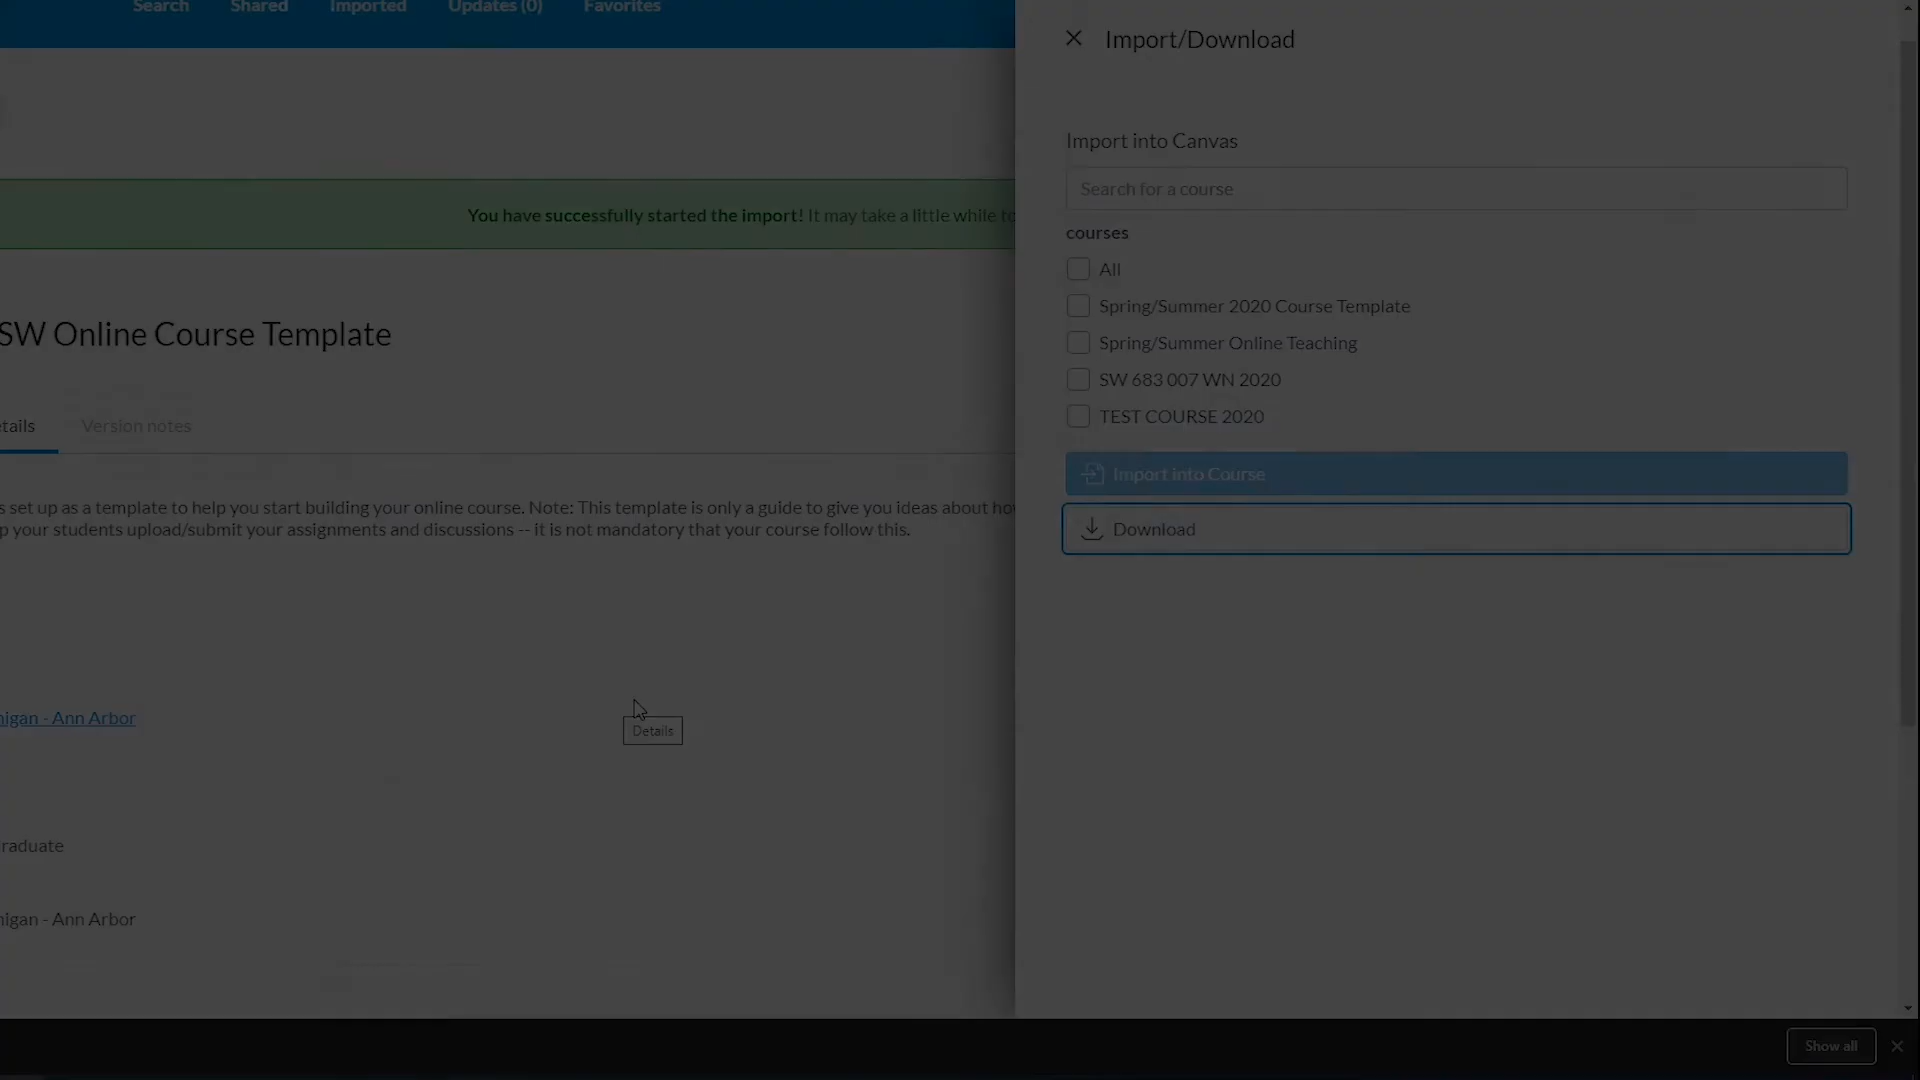 Search Shared Imported Updates (0) Favorites
You have successfully started the import! It may take a little while to
SW Online Course Template
tails Version notes
s set up as a template to help you start building your online course. Note: This template is only a guide to give you ideas about how
p your students upload/submit your assignments and discussions -- it is not mandatory that your course follow this.
higan - Ann Arbor
Details
raduate
higan - Ann Arbor
Import/Download
Import into Canvas
Search for a course
courses
All
Spring/Summer 2020 Course Template
Spring/Summer Online Teaching
SW 683 007 WN 2020
TEST COURSE 2020
Import into Course
Download
Show all